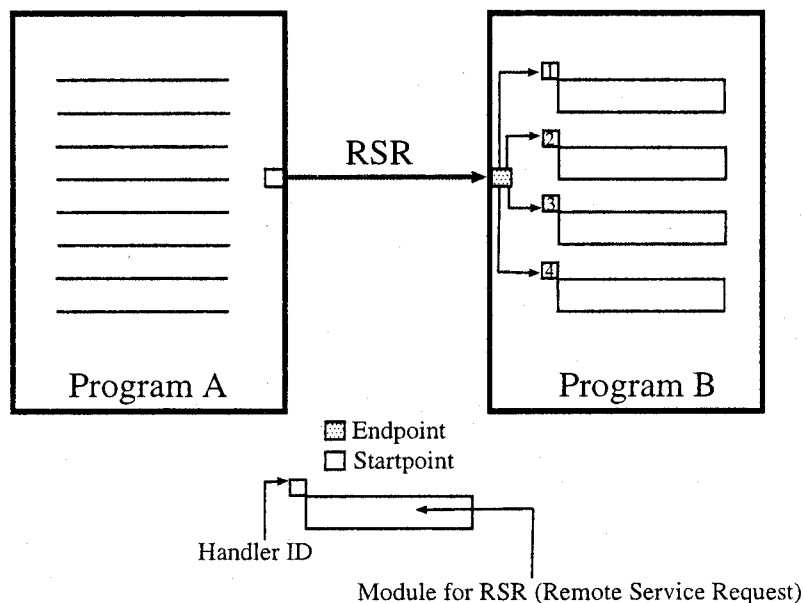 RSR
1
2
3
4
Program A
Program B
Endpoint
Startpoint
Handler ID
Module for RSR (Remote Service Request)